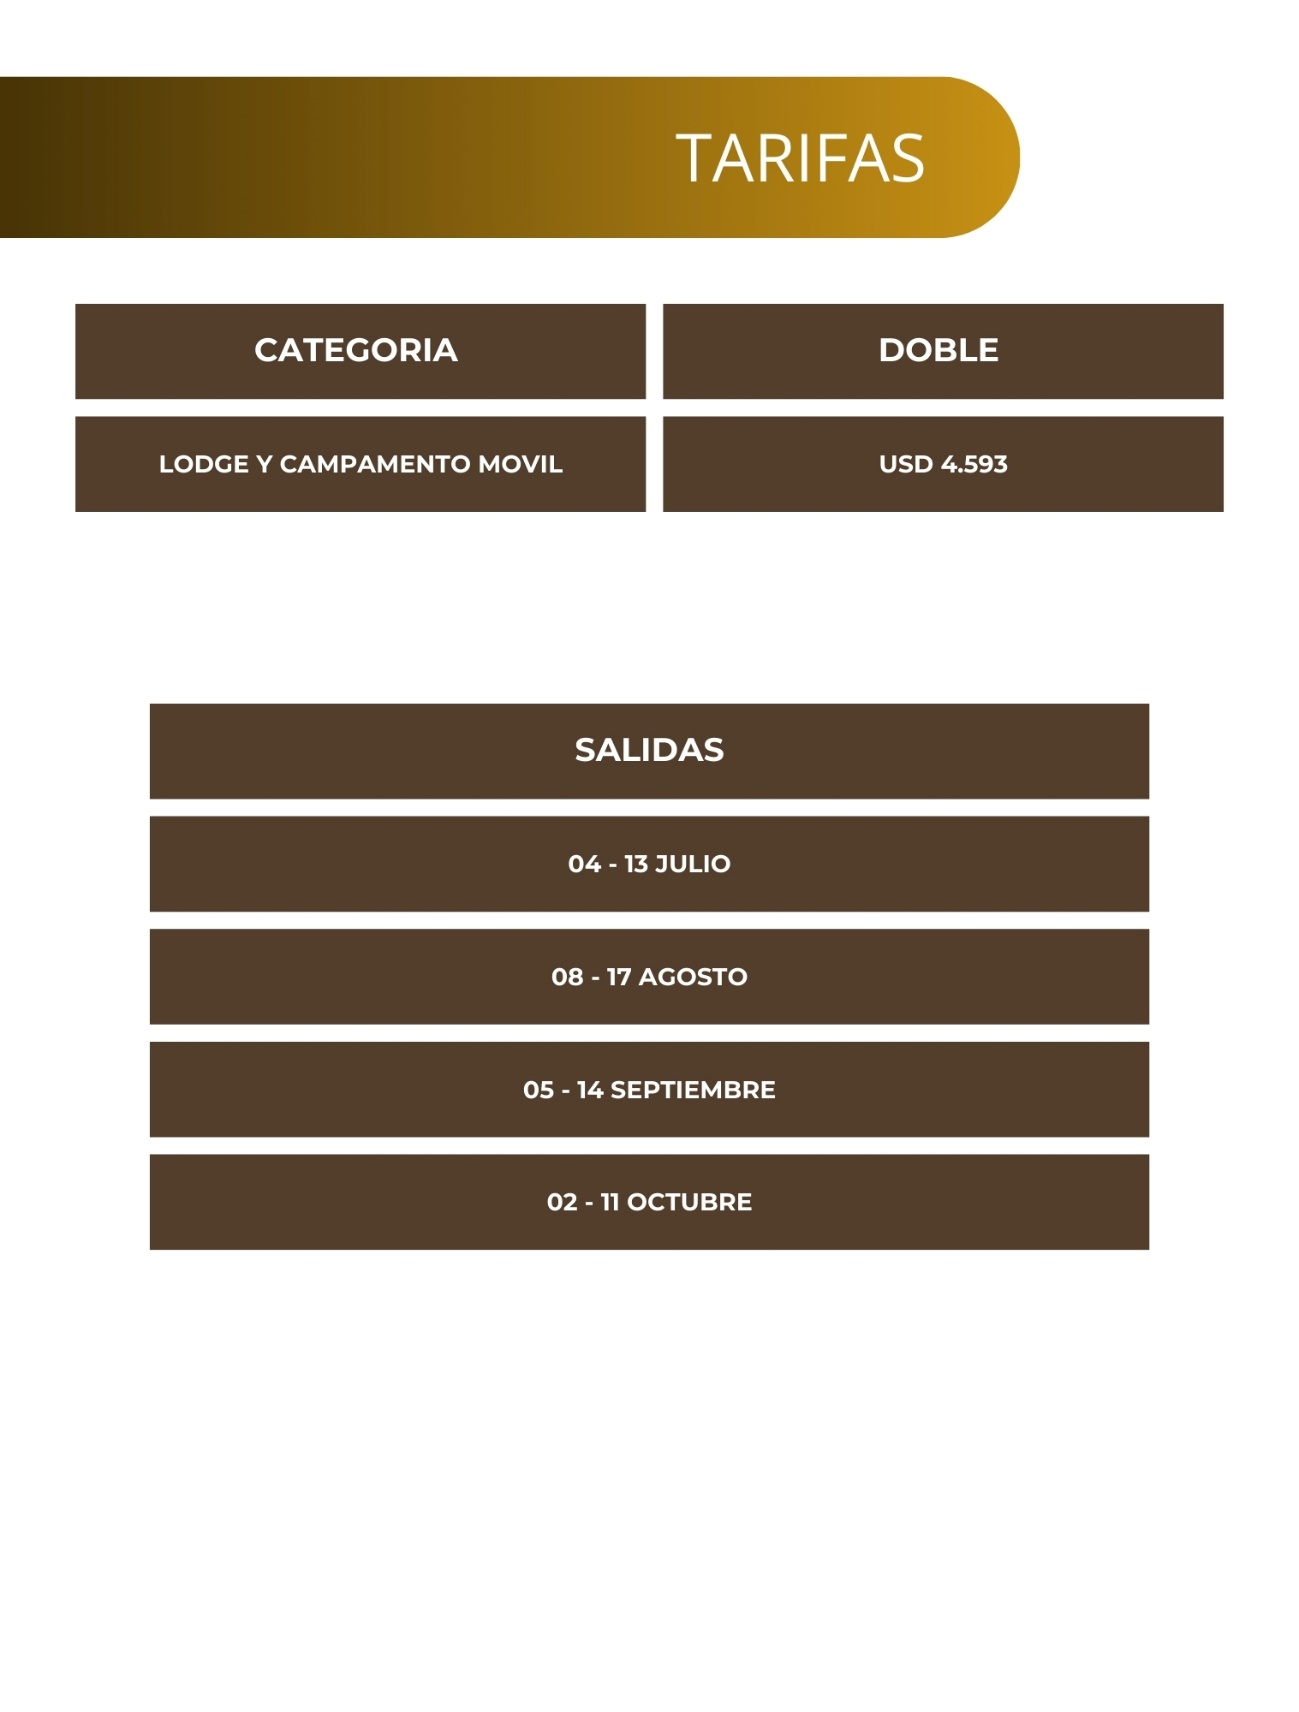 TARIFAS
CATEGORIA
DOBLE
LODGE Y CAMPAMENTO MOVIL
USD 4.593
SALIDAS
04 - 13 JULIO
08 - 17 AGOSTO
05 - 14 SEPTIEMBRE
02 - 11 OCTUBRE